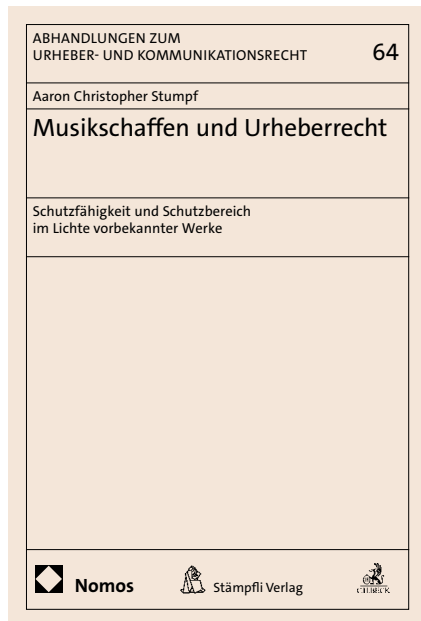 ABHANDLUNGEN ZUM
URHEBER- UND KOMMUNIKATIONSRECHT
64
Aaron Christopher Stumpf
Musikschaffen und Urheberrecht
Schutzfähigkeit und Schutzbereich
im Lichte vorbekannter Werke
Nomos
Stämpfli Verlag
C.H.BECK